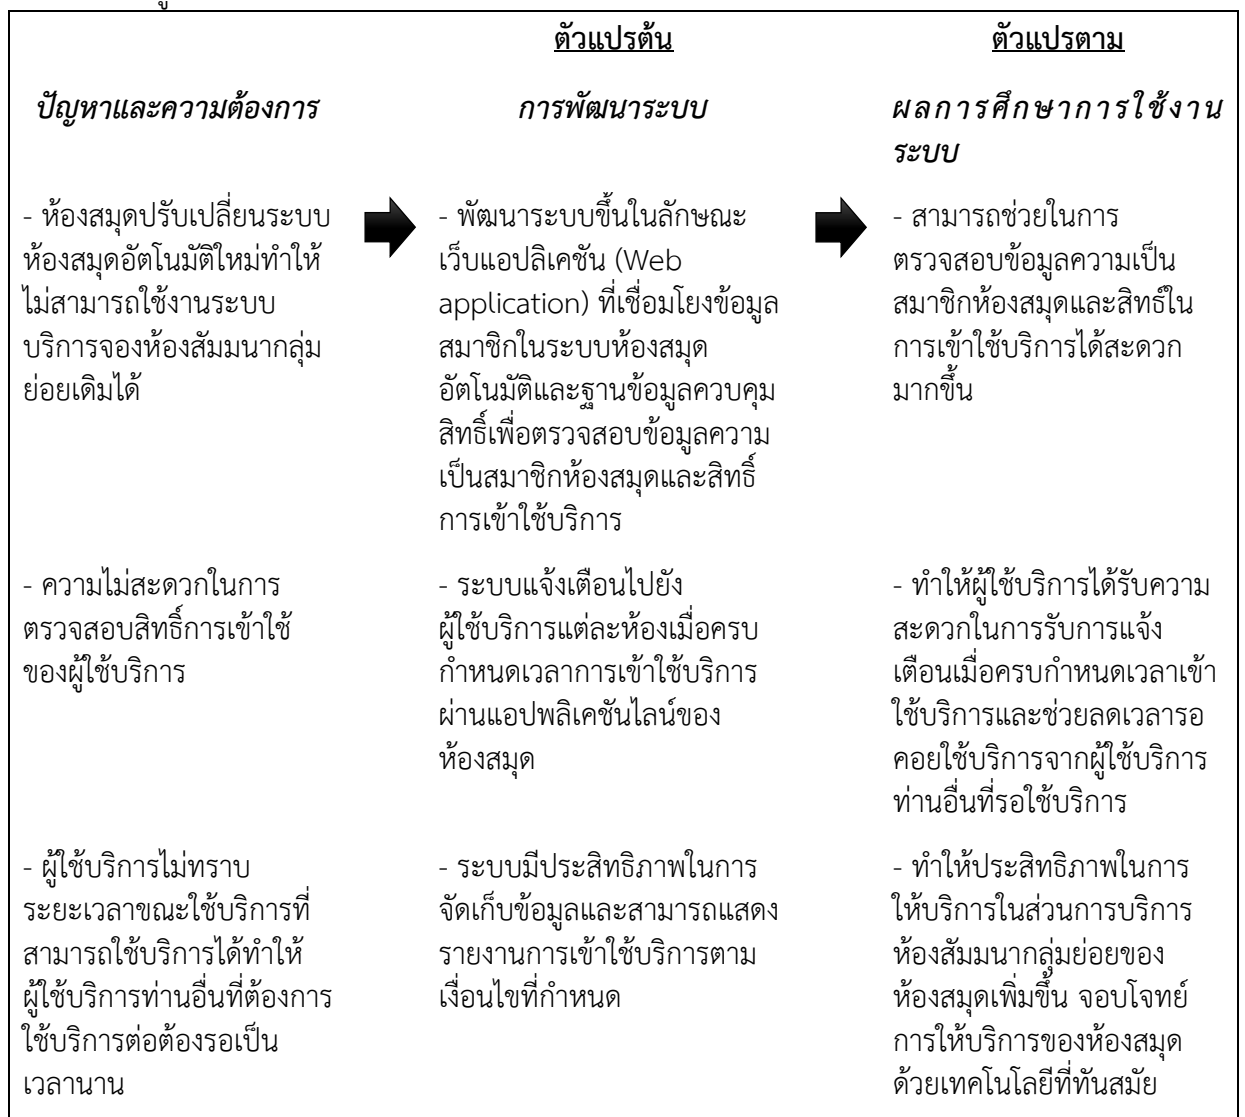 ตัวแปรต้น
ตัวแปรตาม
ปัญหาและความต้องการ
การพัฒนาระบบ
ผลการศึกษาการใช้งาน
ระบบ
- ห้องสมุดปรับเปลี่ยนระบบ
ห้องสมุดอัตโนมัติใหม่ทำให้
ไม่สามารถใช้งานระบบ
บริการจองห้องสัมมนากลุ่ม
ย่อยเดิมได้
- พัฒนาระบบขึ้นในลักษณะ
เว็บแอปลิเคชัน (Web
application) ที่เชื่อมโยงข้อมูล
สมาชิกในระบบห้องสมุด
อัตโนมัติและฐานข้อมูลควบคุม
สิทธิ์เพื่อตรวจสอบข้อมูลความ
เป็นสมาชิกห้องสมุดและสิทธิ์
การเข้าใช้บริการ
- สามารถช่วยในการ
ตรวจสอบข้อมูลความเป็น
สมาชิกห้องสมุดและสิทธ์ใน
การเข้าใช้บริการได้สะดวก
มากขึ้น
- ความไม่สะดวกในการ
ตรวจสอบสิทธิ์การเข้าใช้
ของผู้ใช้บริการ
- ระบบแจ้งเตือนไปยัง
ผู้ใช้บริการแต่ละห้องเมื่อครบ
กำหนดเวลาการเข้าใช้บริการ
ผ่านแอปพลิเคชันไลน์ของ
ห้องสมุด
- ทำให้ผู้ใช้บริการได้รับความ
สะดวกในการรับการแจ้ง
เตือนเมื่อครบกำหนดเวลาเข้า
ใช้บริการและช่วยลดเวลารอ
คอยใช้บริการจากผู้ใช้บริการ
ท่านอื่นที่รอใช้บริการ
- ผู้ใช้บริการไม่ทราบ
ระยะเวลาขณะใช้บริการที่
สามารถใช้บริการได้ทำให้
ผู้ใช้บริการท่านอื่นที่ต้องการ
ใช้บริการต่อต้องรอเป็น
เวลานาน
- ระบบมีประสิทธิภาพในการ
จัดเก็บข้อมูลและสามารถแสดง
รายงานการเข้าใช้บริการตาม
เงื่อนไขที่กำหนด
- ทำให้ประสิทธิภาพในการ
ให้บริการในส่วนการบริการ
ห้องสัมมนากลุ่มย่อยของ
ห้องสมุดเพิ่มขึ้น จอบโจทย์
การให้บริการของห้องสมุด
ด้วยเทคโนโลยีที่ทันสมัย